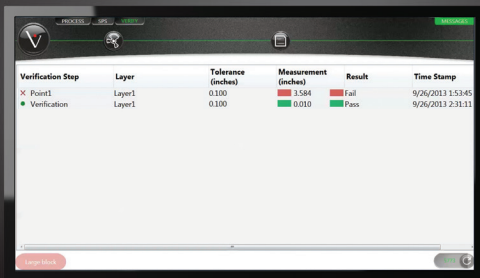 PROCESS SPS VERIFY MESSAGES
V
Verification Step Layer Tolerance (inches) Measurement (inches) Result Time Stamp
× Point1 Layer1 0.100 3.584 Fail 9/26/2013 1:53:45
Verification Layer1 0.100 0.010 Pass 9/26/2013 2:31:11
Large block